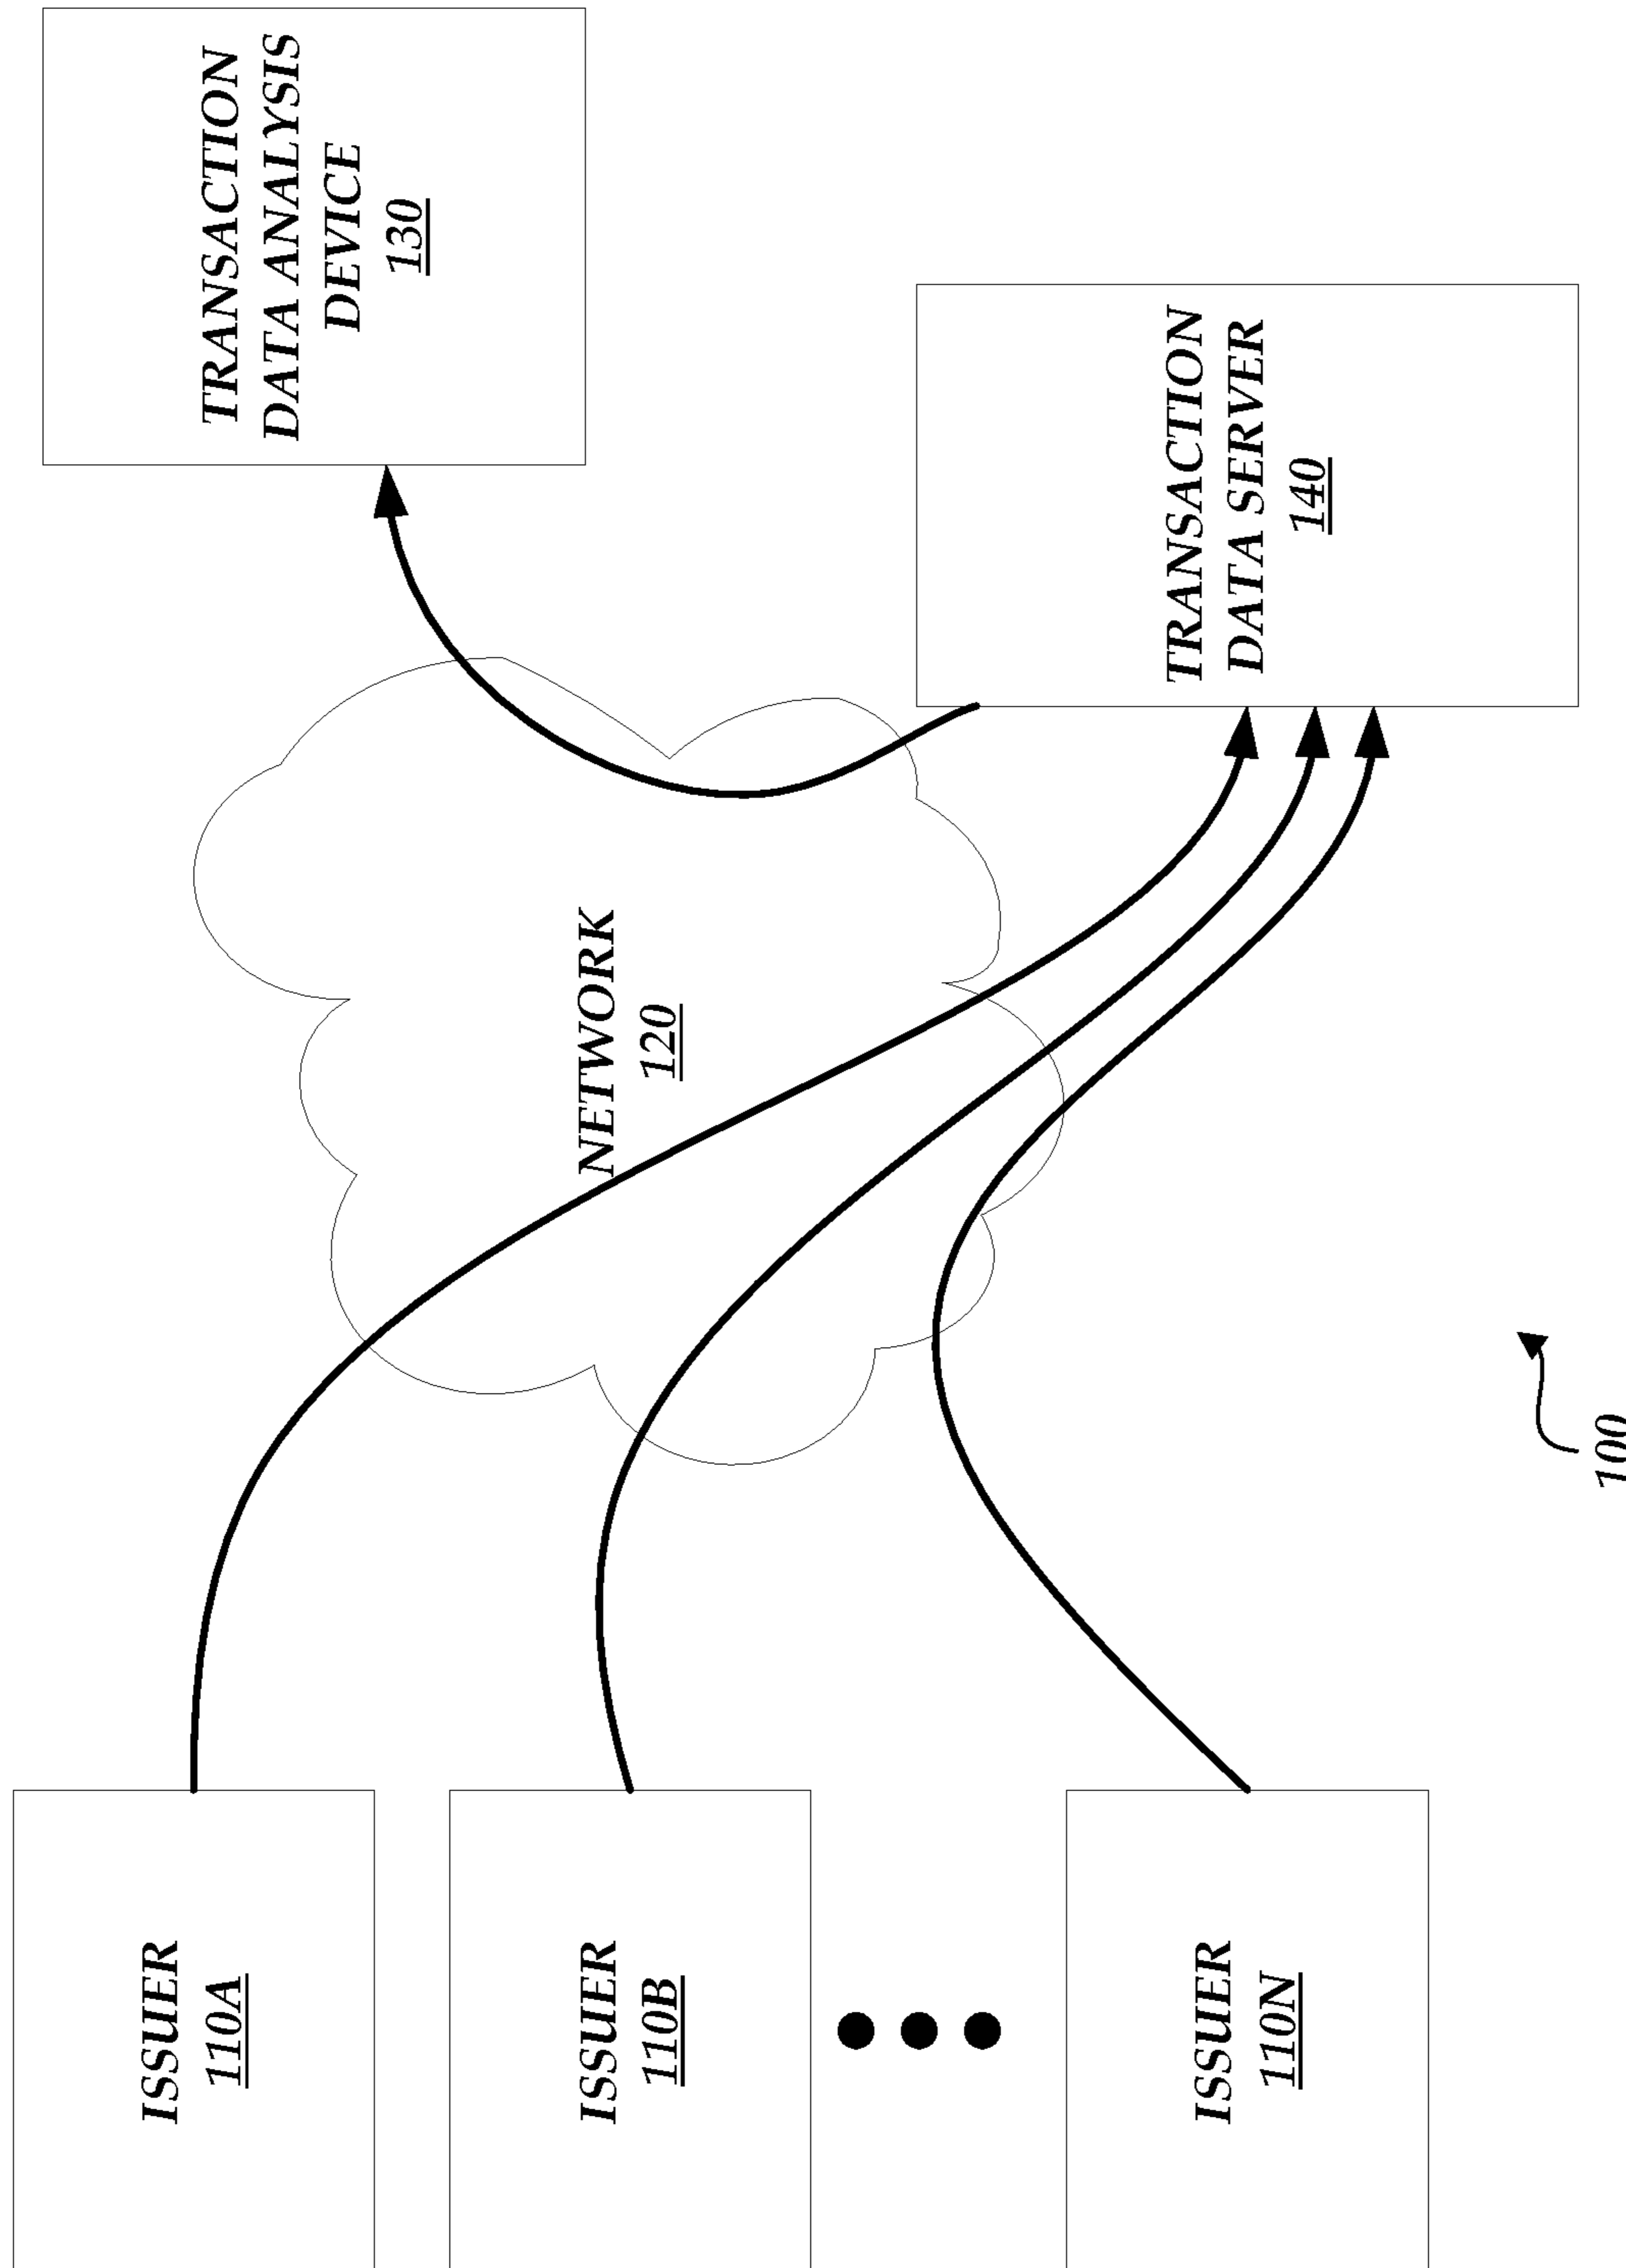 ISSUER
110A
ISSUER
110B
ISSUER
110N
NETWORK
120
TRANSACTION
DATA ANALYSIS
DEVICE
130
TRANSACTION
DATA SERVER
140
100